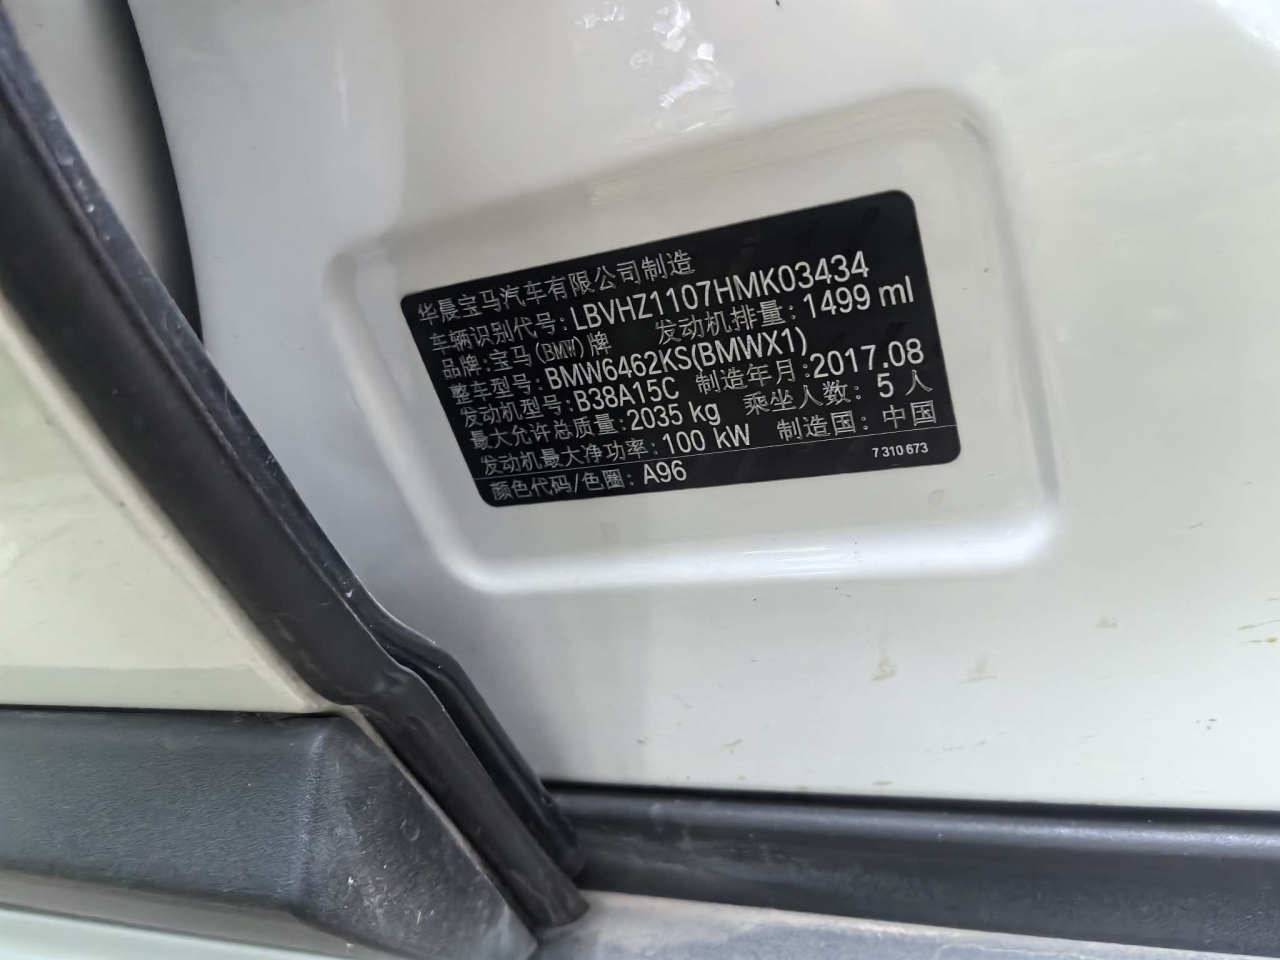 华晨宝马汽车有限公司制造
车辆识别代号:LBVHZ1107HMK03434
品牌:宝马(BMW)牌 发动机排量:1499 ml
整车型号:BMW6462KS(BMWX1)
发动机型号:B38A15C 制造年月:2017.08
最大允许总质量:2035 kg 乘坐人数:5 人
发动机最大净功率:100 kW 制造国:中国
颜色代码/色圈:A96 7 310 673